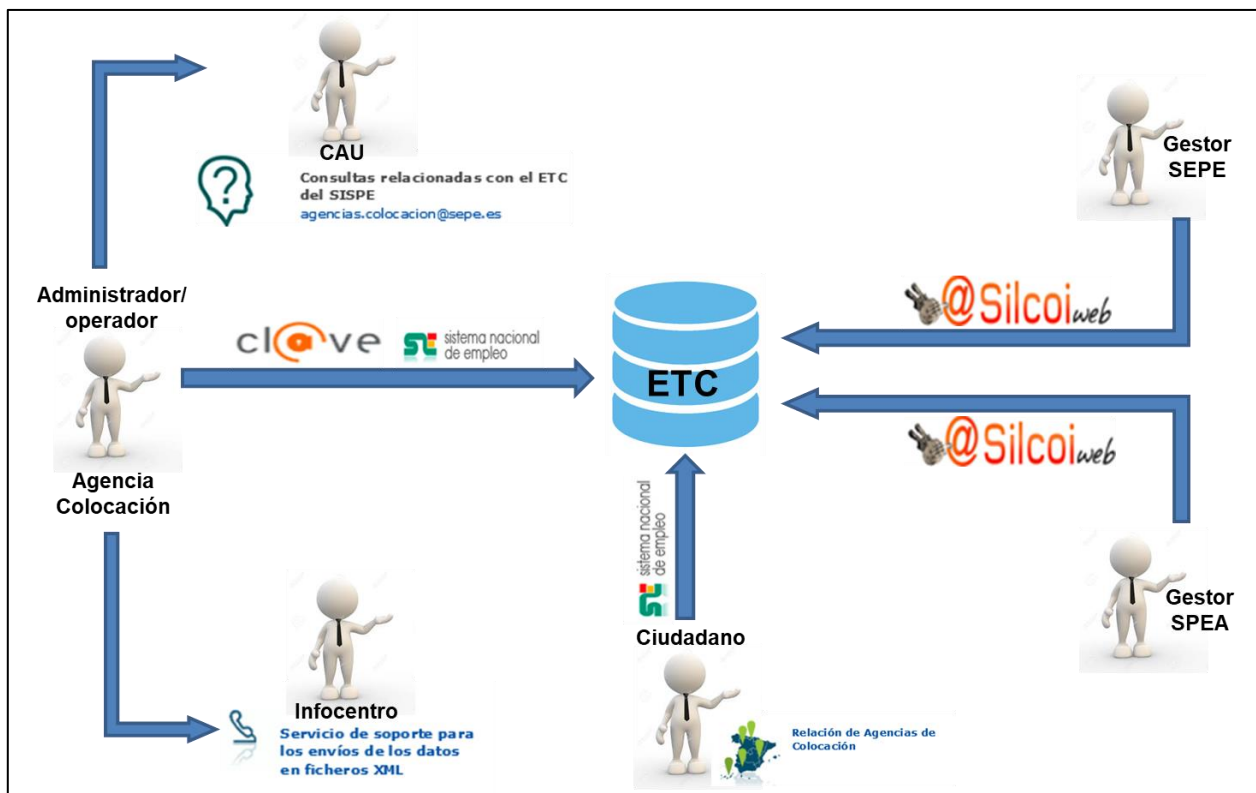 CAU
Consultas relacionadas con el ETC
del SISPE
agencias.colocacion@sepe.es
Gestor
SEPE
Administrador/
operador
cl@ve
sistema nacional
de empleo
@Silcoiweb
ETC
@Silcoiweb
Agencia
Colocación
sistema nacional
de empleo
Gestor
SPEA
Ciudadano
Infocentro
Servicio de soporte para
los envíos de los datos
en ficheros XML
Relación de Agencias de
Colocación